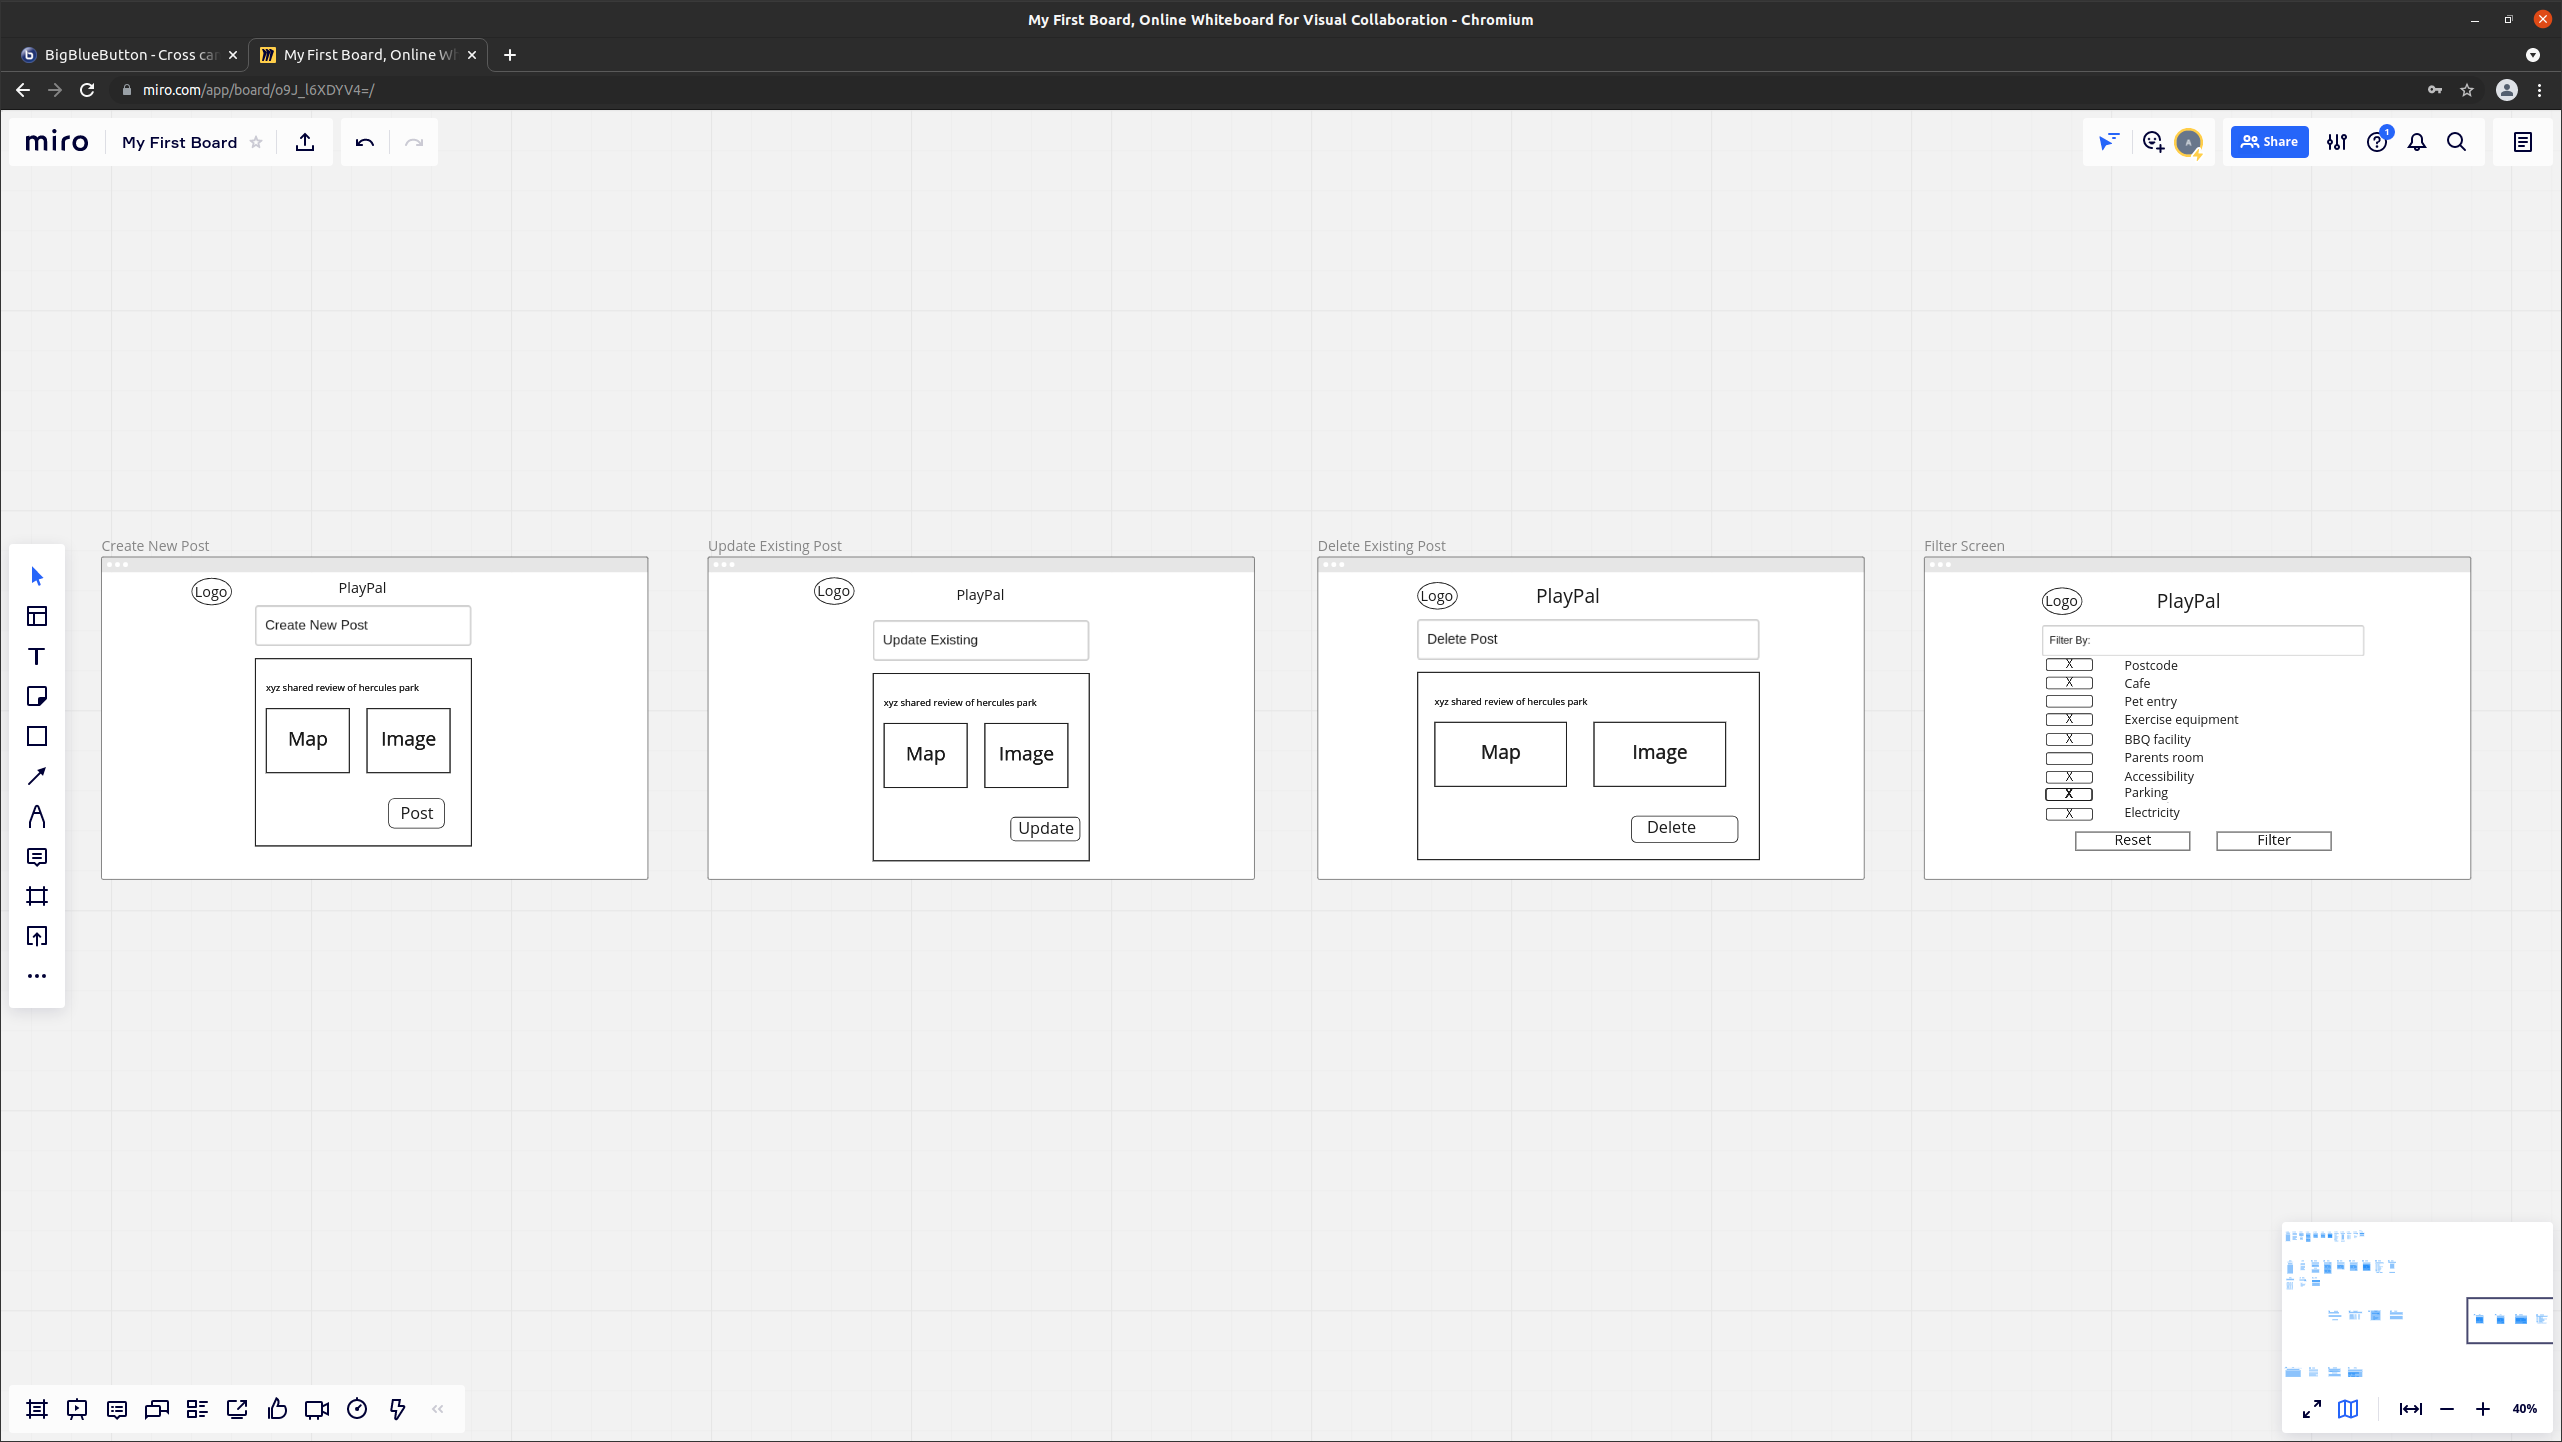 My First Board, Online Whiteboard for Visual Collaboration - Chromium
BigBlueButton - Cross ca
My First Board, Online W
miro.com/app/board/o9J_l6XDYV4=/
miro
My First Board
A
Share
1
Create New Post
Logo
PlayPal
Create New Post
xyz shared review of hercules park
Map
Image
Post
Update Existing Post
Logo
PlayPal
Update Existing
xyz shared review of hercules park
Map
Image
Update
Delete Existing Post
Logo
PlayPal
Delete Post
xyz shared review of hercules park
Map
Image
Delete
Filter Screen
Logo
PlayPal
Filter By:
X Postcode
X Cafe
Pet entry
X Exercise equipment
X BBQ facility
Parents room
X Accessibility
X Parking
X Electricity
Reset
Filter
40%